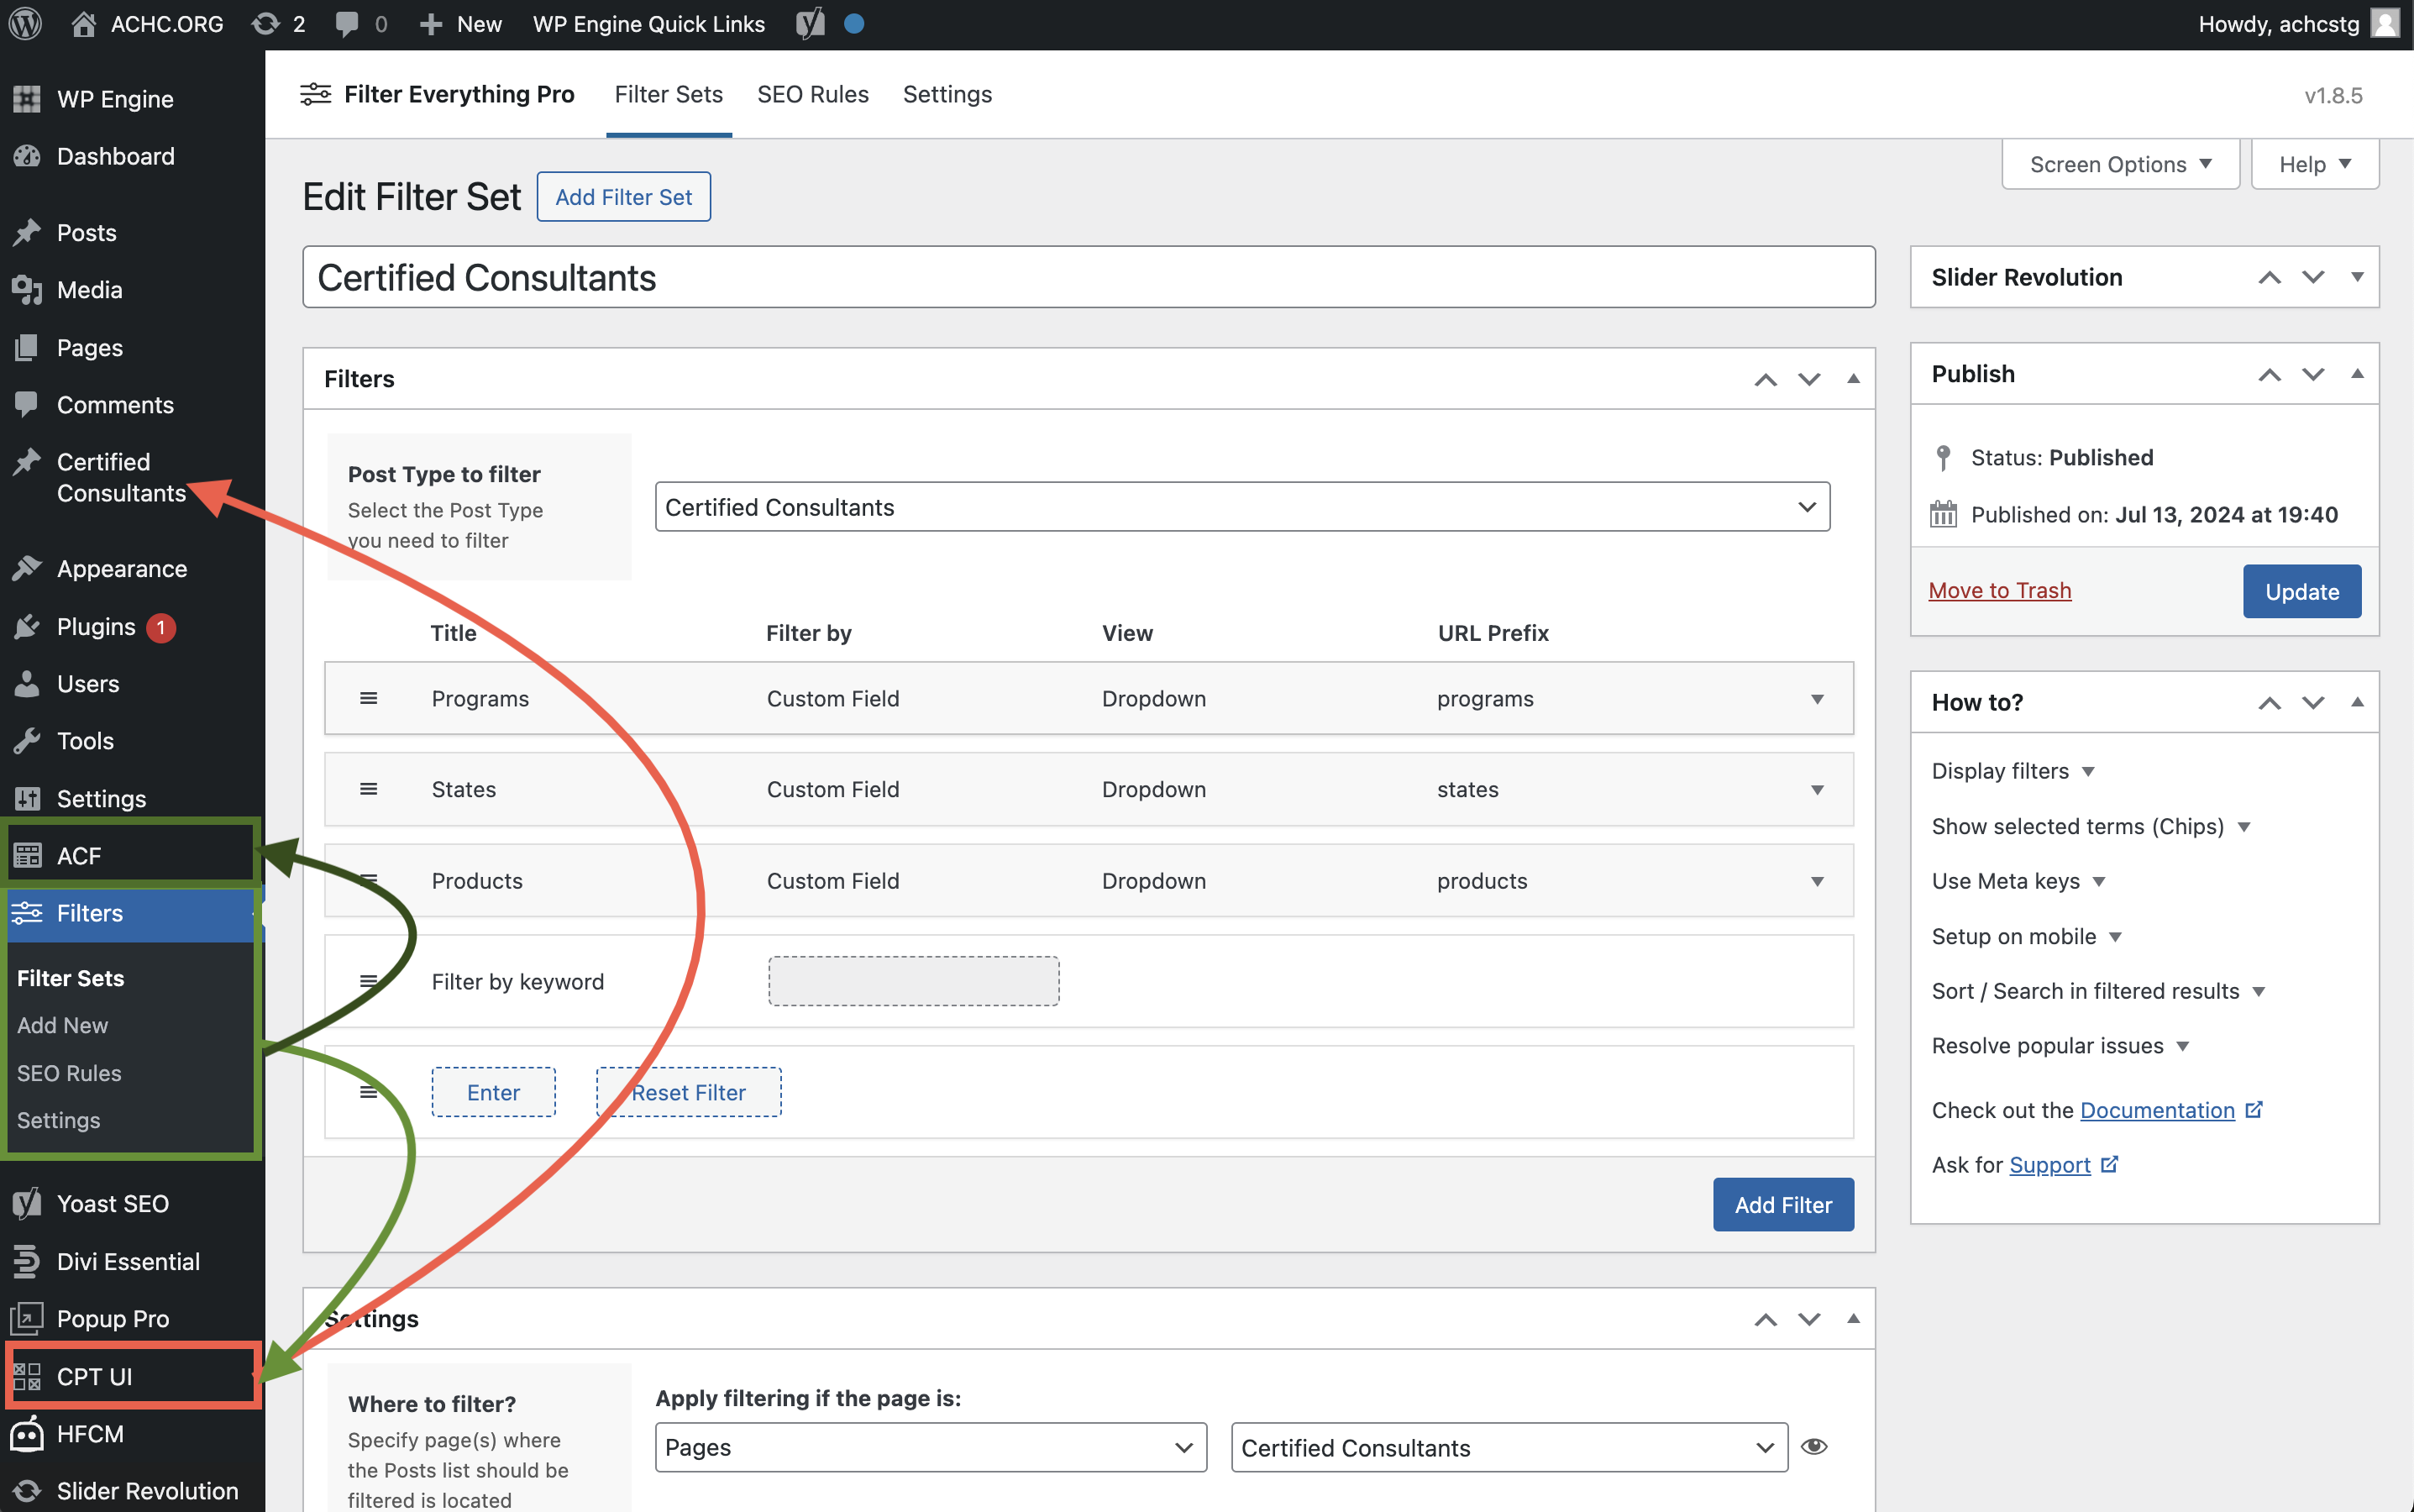 ACHC.ORG 2 0 New WP Engine Quick Links Howdy, achcstg
WP Engine
Dashboard
Posts
Media
Pages
Comments
Certified
Consultants
Appearance
Plugins 1
Users
Tools
Settings
ACF
Filters
Filter Sets
Add New
SEO Rules
Settings
Yoast SEO
Divi Essential
Popup Pro
CPT UI
HFCM
Slider Revolution
Filter Everything Pro Filter Sets SEO Rules Settings v1.8.5
Screen Options Help
Edit Filter Set Add Filter Set
Certified Consultants
Filters
Post Type to filter
Select the Post Type
you need to filter
Certified Consultants
Title Filter by View URL Prefix
Programs Custom Field Dropdown programs
States Custom Field Dropdown states
Products Custom Field Dropdown products
Filter by keyword
Enter Reset Filter
Add Filter
Settings
Where to filter?
Specify page(s) where
the Posts list should be
filtered is located
Apply filtering if the page is:
Pages Certified Consultants
Slider Revolution
Publish
Status: Published
Published on: Jul 13, 2024 at 19:40
Move to Trash Update
How to?
Display filters
Show selected terms (Chips)
Use Meta keys
Setup on mobile
Sort / Search in filtered results
Resolve popular issues
Check out the Documentation
Ask for Support